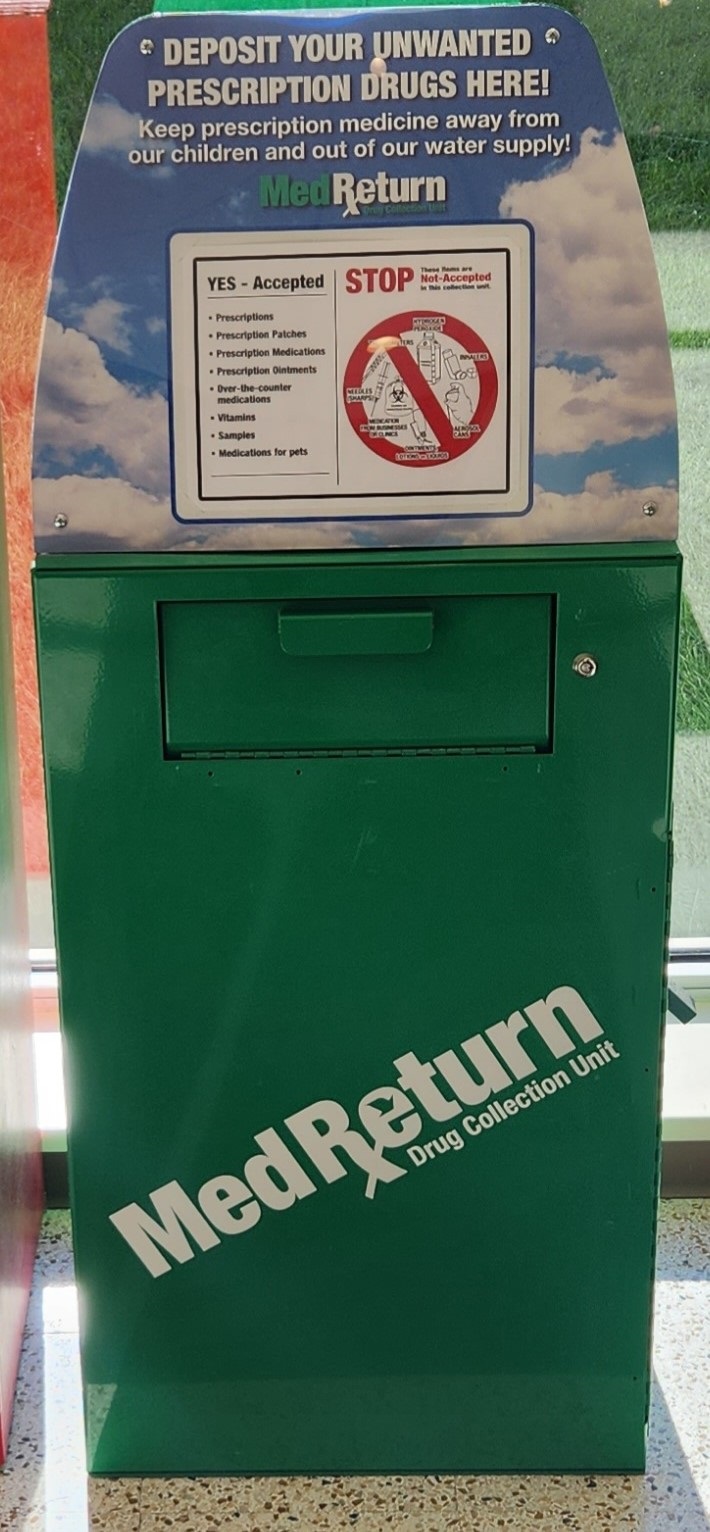 DEPOSIT YOUR UNWANTED
PRESCRIPTION DRUGS HERE!
Keep prescription medicine away from
our children and out of our water supply!
MedReturn
Drug Collection Unit
YES - Accepted
• Prescriptions
• Prescription Patches
• Prescription Medications
• Prescription Ointments
• Over-the-counter
medications
• Vitamins
• Samples
• Medications for pets
STOP
These items are
Not-Accepted
in this collection unit.
HYDROGEN
PEROXIDE
INHALERS
NEEDLES
(SHARPS)
MEDICATION
FROM BUSINESSES
OR CLINICS
AEROSOL
CANS
OINTMENTS
LOTIONS - LIQUIDS
MedReturn
Drug Collection Unit